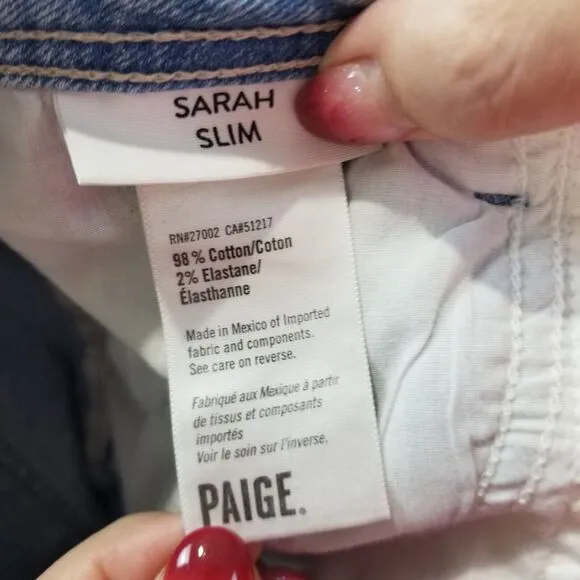 SARAH
SLIM
RN#27002 CA#51217
98% Cotton/Coton
2% Elastane/
Élasthanne
Made in Mexico of Imported
fabric and components.
See care on reverse.
Fabriqué aux Mexique à partir
de tissus et composants
importés
Voir le soin sur l'inverse.
PAIGE.